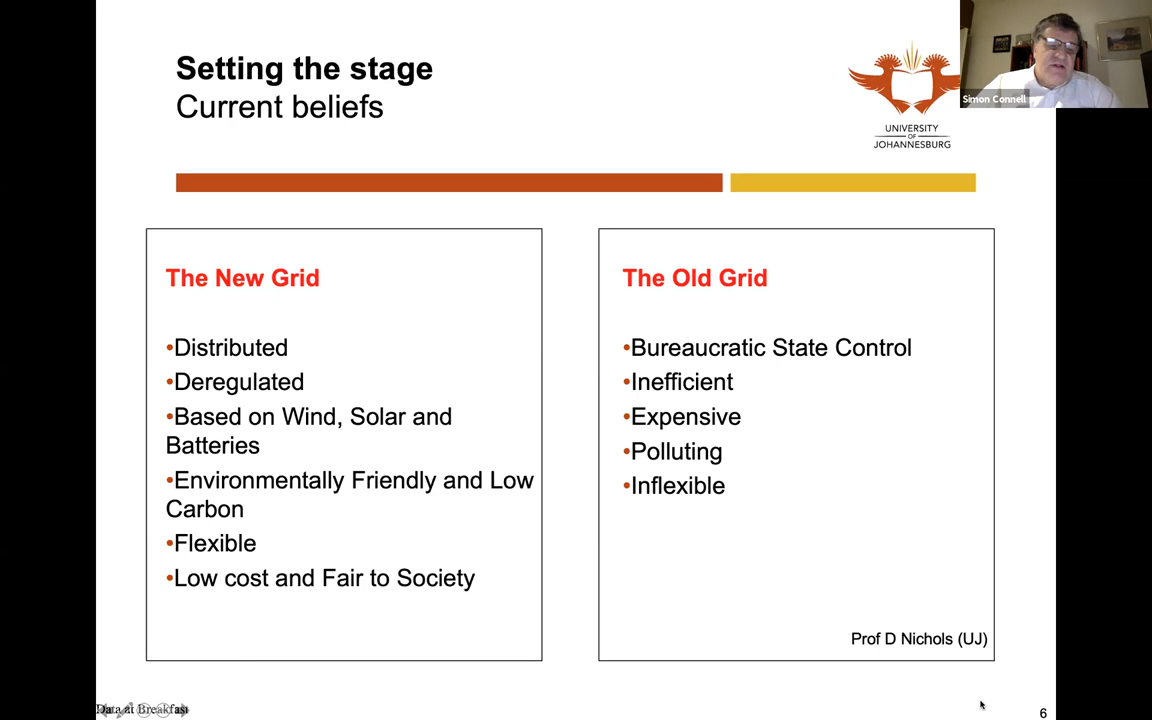 Setting the stage
Current beliefs
UNIVERSITY
OF
JOHANNESBURG
Simon Connell
The New Grid
•Distributed
•Deregulated
•Based on Wind, Solar and
Batteries
•Environmentally Friendly and Low
Carbon
•Flexible
•Low cost and Fair to Society
The Old Grid
•Bureaucratic State Control
•Inefficient
•Expensive
•Polluting
•Inflexible
Prof D Nichols (UJ)
Data at Breakfast
6